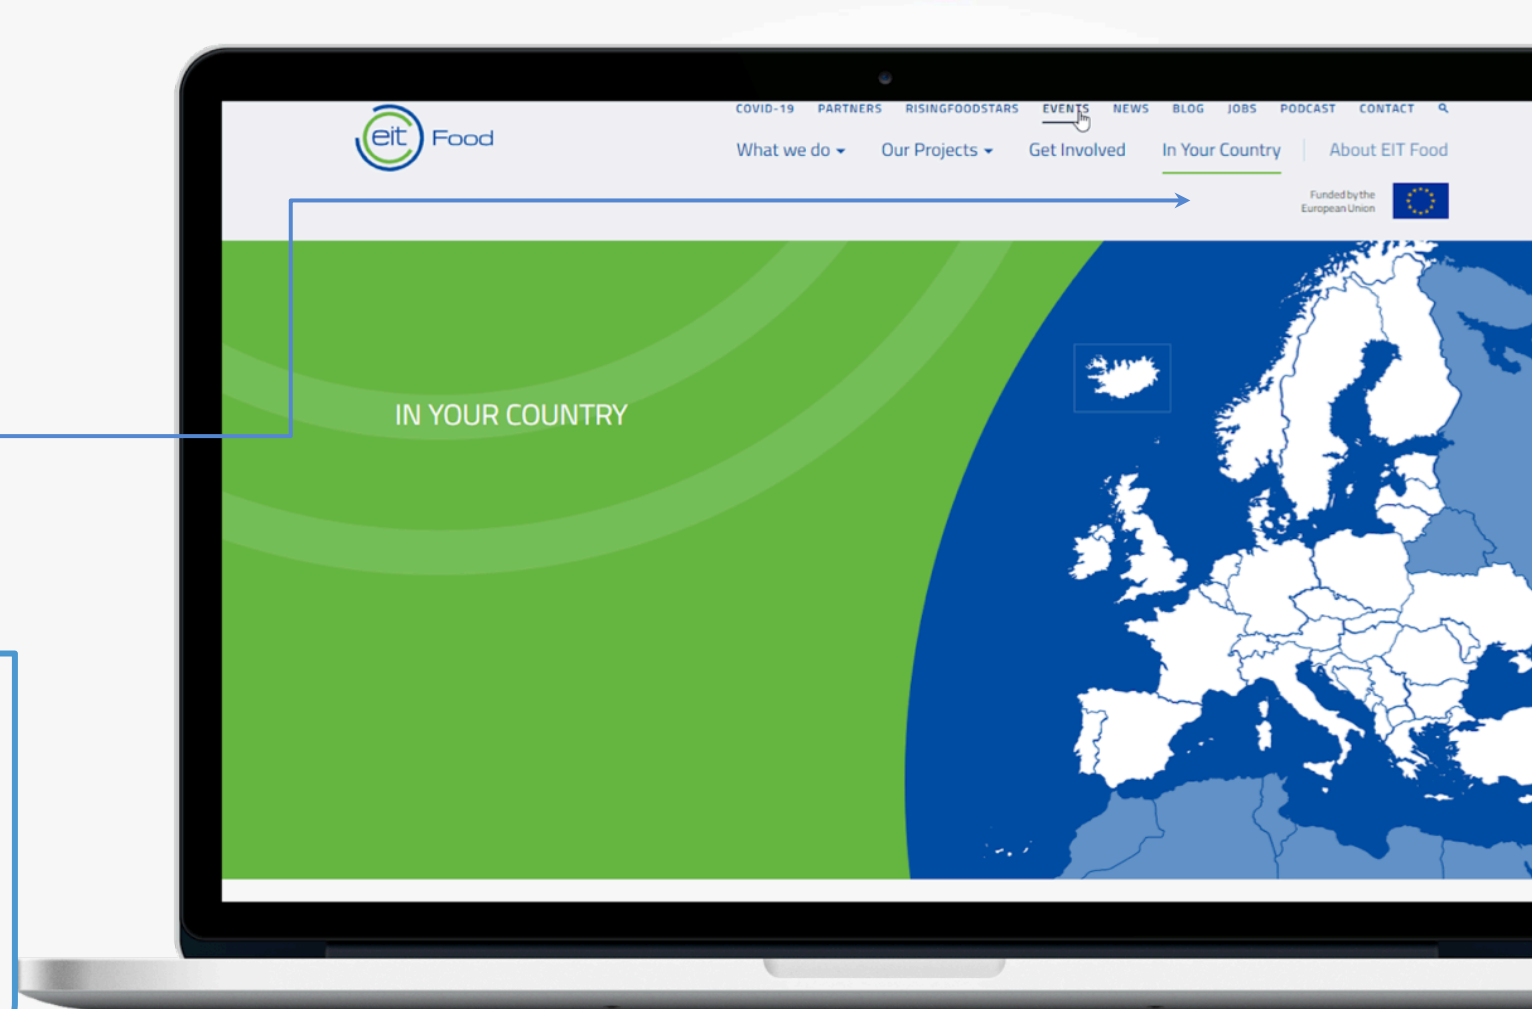 COVID-19 PARTNERS RISINGFOODSTARS EVENTS NEWS BLOG JOBS PODCAST CONTACT
eit Food
What we do Our Projects Get Involved In Your Country About EIT Food
Funded by the
European Union
IN YOUR COUNTRY